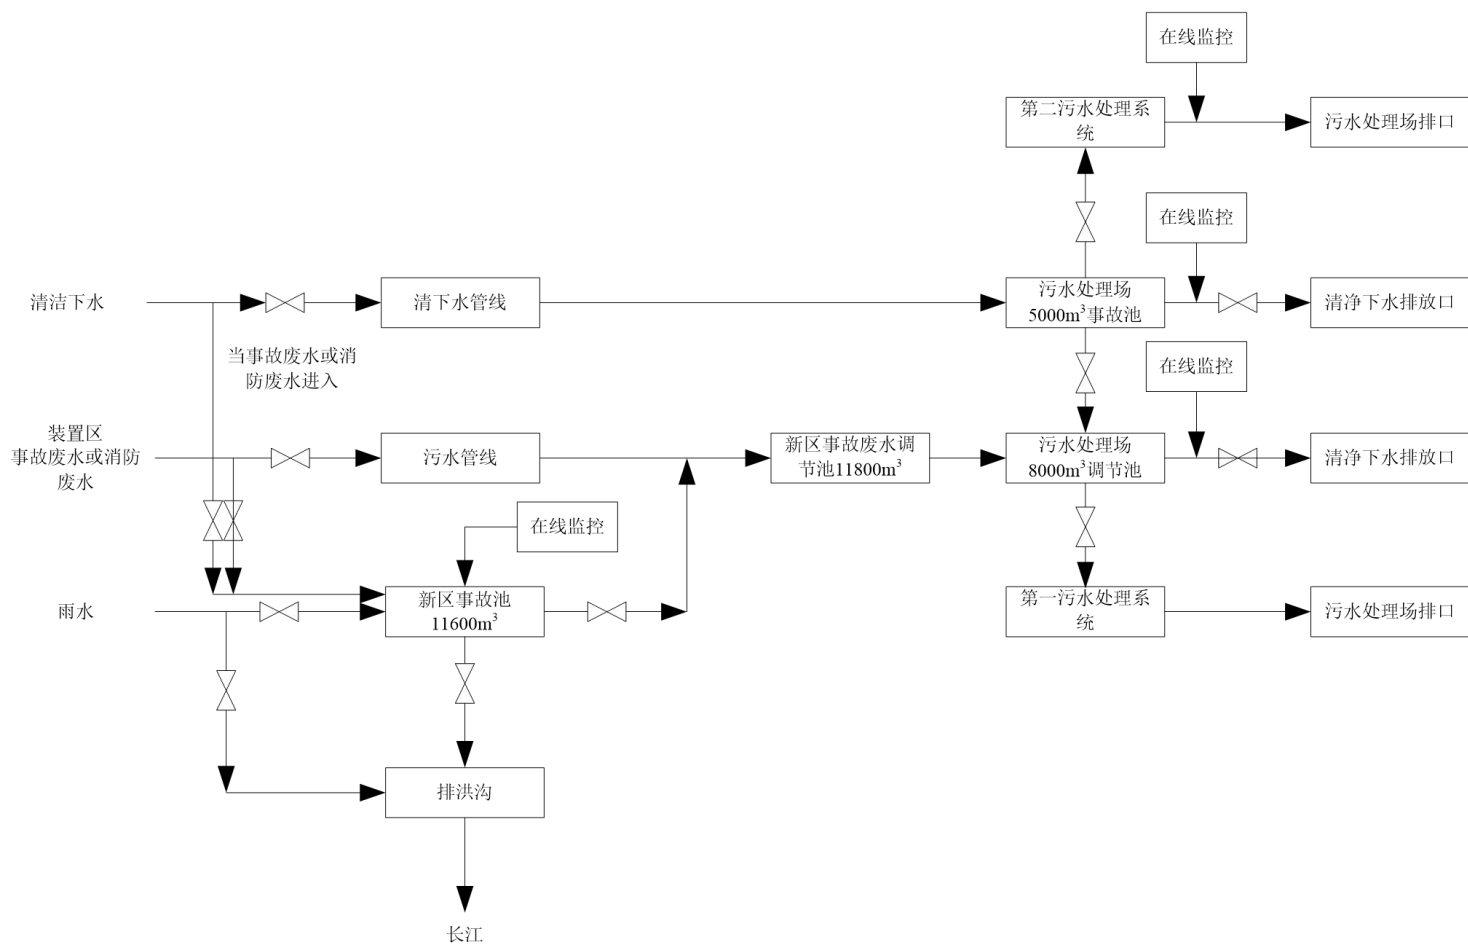 在线监控
第二污水处理系
统
污水处理场排口
在线监控
清洁下水
清下水管线
污水处理场
5000m³事故池
清净下水排放口
当事故废水或消
防废水进入
在线监控
装置区
事故废水或消防
废水
污水管线
新区事故废水调
节池11800m³
污水处理场
8000m³调节池
清净下水排放口
在线监控
雨水
新区事故池
11600m³
第一污水处理系
统
污水处理场排口
排洪沟
长江